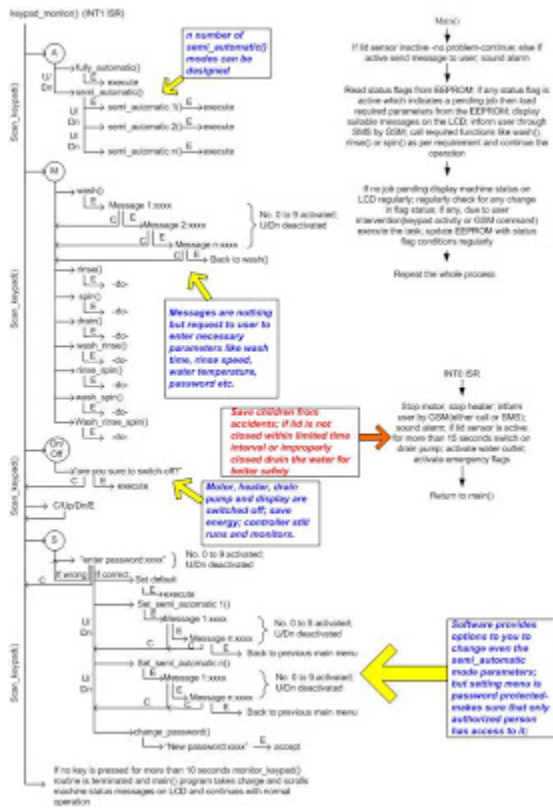 keypad_monitor() (INT1 ISR)
Scan_keypad()
A
U/
Dn
fully_automatic()
E
execute
semi_automatic()
E
U/
Dn
semi_automatic 1()
E
execute
semi_automatic 2()
E
execute
semi_automatic n()
E
execute
n number of
semi_automatic()
modes can be
designed
Scan_keypad()
M
wash()
E
Message 1:xxxx
C
E
Message 2:xxxx
C
E
Message n:xxxx
C
E
Back to wash()
No. 0 to 9 activated;
U/Dn deactivated
rinse()
E
-do-
spin()
E
-do-
drain()
E
-do-
wash_rinse()
E
-do-
rinse_spin()
E
-do-
wash_spin()
E
-do-
Wash_rinse_spin()
E
-do-
Messages are nothing
but request to user to
enter necessary
parameters like wash
time, rinse speed,
water temperature,
password etc.
Scan_keypad()
On/
Off
"are you sure to switch off?"
C
E
execute
Motor, heater, drain
pump and display are
switched off; save
energy; controller still
runs and monitors.
C/Up/Dn/E
Scan_keypad()
S
"enter password:xxxx"
No. 0 to 9 activated;
U/Dn deactivated
If wrong;
If correct;
C
Set default
E
execute
U/
Dn
Set_semi_automatic 1()
E
Message 1:xxxx
C
E
Message n:xxxx
C
E
Back to previous main menu
No. 0 to 9 activated;
U/Dn deactivated
U/
Dn
Set_semi_automatic n()
E
Message 1:xxxx
C
E
Message n:xxxx
C
E
Back to previous main menu
No. 0 to 9 activated;
U/Dn deactivated
change_password()
"New password:xxxx"
E
accept
If no key is pressed for more than 10 seconds monitor_keypad()
routine is terminated and main() program takes charge and scrolls
machine status messages on LCD and continues with normal
operation
Main()
If lid sensor inactive -no problem-continue; else if
active send message to user; sound alarm
Read status flags from EEPROM; if any status flag is
active which indicates a pending job then load
required parameters from the EEPROM; display
suitable messages on the LCD; inform user through
SMS by GSM; call required functions like wash(),
rinse() or spin() as per requirement and continue the
operation
If no job pending display machine status on
LCD regularly; regularly check for any change
in flag status; if any, due to user
intervention(keypad activity or GSM command)
execute the task; update EEPROM with status
flag conditions regularly
Repeat the whole process
INT0 ISR
Stop motor, stop heater; inform
user by GSM(either call or SMS);
sound alarm; if lid sensor is active
for more than 15 seconds switch on
drain pump; activate water outlet;
activate emergency flags
Return to main()
Save children from
accidents; if lid is not
closed within limited time
interval or improperly
closed drain the water for
better safety
Software provides
options to you to
change even the
semi_automatic
mode parameters;
but setting menu is
password protected-
makes sure that only
authorized person
has access to it;